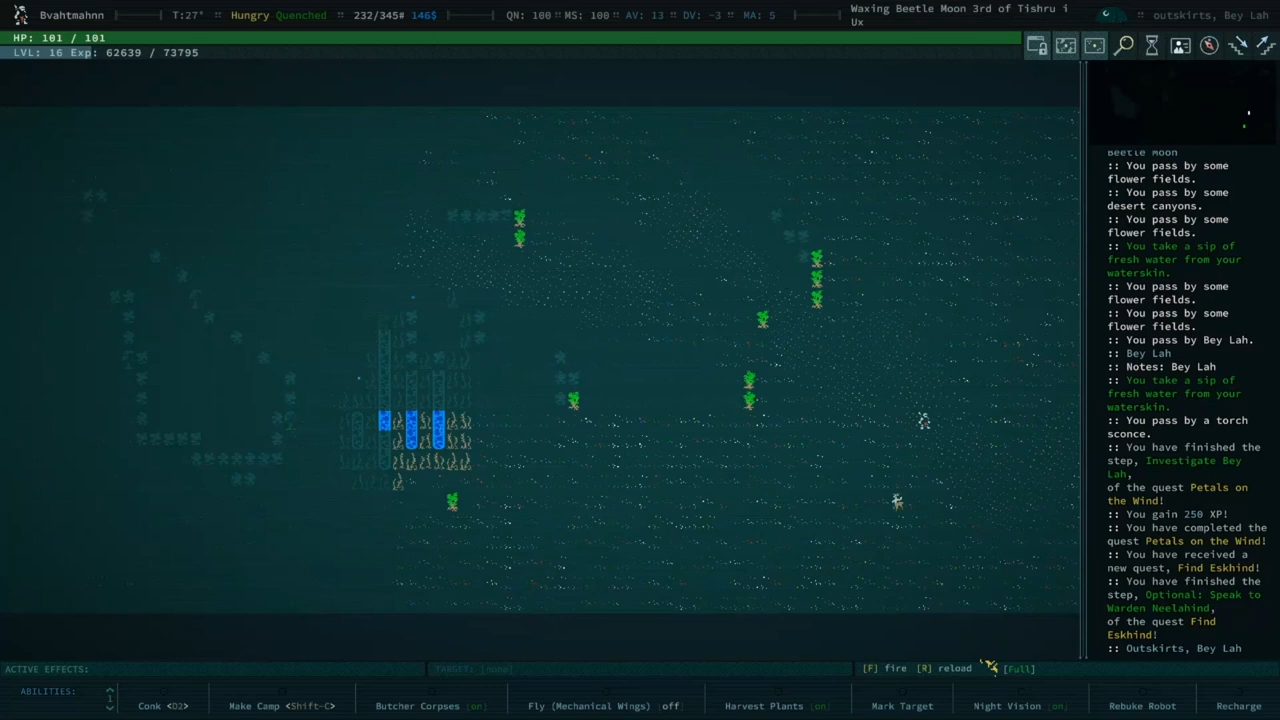 Bvahtmahn T:27° :: Hungry Quenched :: 232/345# 146$ QN: 100 :: MS: 100 :: AV: 13 :: DV: -3 :: MA: 5 Waxing Beetle Moon 3rd of Tishru i :: outskirts, Bey Lah
Ux
HP: 101 / 101
LVL: 16 Exp: 62639 / 73795
Beetle Moon
:: You pass by some
flower fields.
:: You pass by some
desert canyons.
:: You pass by some
flower fields.
:: You take a sip of
fresh water from your
waterskin.
:: You pass by some
flower fields.
:: You pass by some
flower fields.
:: You pass by Bey Lah.
:: Bey Lah
:: Notes: Bey Lah
:: You take a sip of
fresh water from your
waterskin.
:: You pass by a torch
sconce.
:: You have finished the
step, Investigate Bey
Lah,
of the quest Petals on
the Wind!
:: You gain 250 XP!
:: You have completed the
quest Petals on the Wind!
:: You have received a
new quest, Find Eskhind!
:: You have finished the
step, Optional: Speak to
Warden Neelahind,
of the quest Find
Eskhind!
:: Outskirts, Bey Lah
ACTIVE EFFECTS: TARGET: [none] [F] fire [R] reload [Full]
ABILITIES: 1 Conk <O2> Make Camp <Shift-C> Butcher Corpses [on] Fly (Mechanical Wings) [off] Harvest Plants [on] Mark Target Night Vision [on] Rebuke Robot Recharge